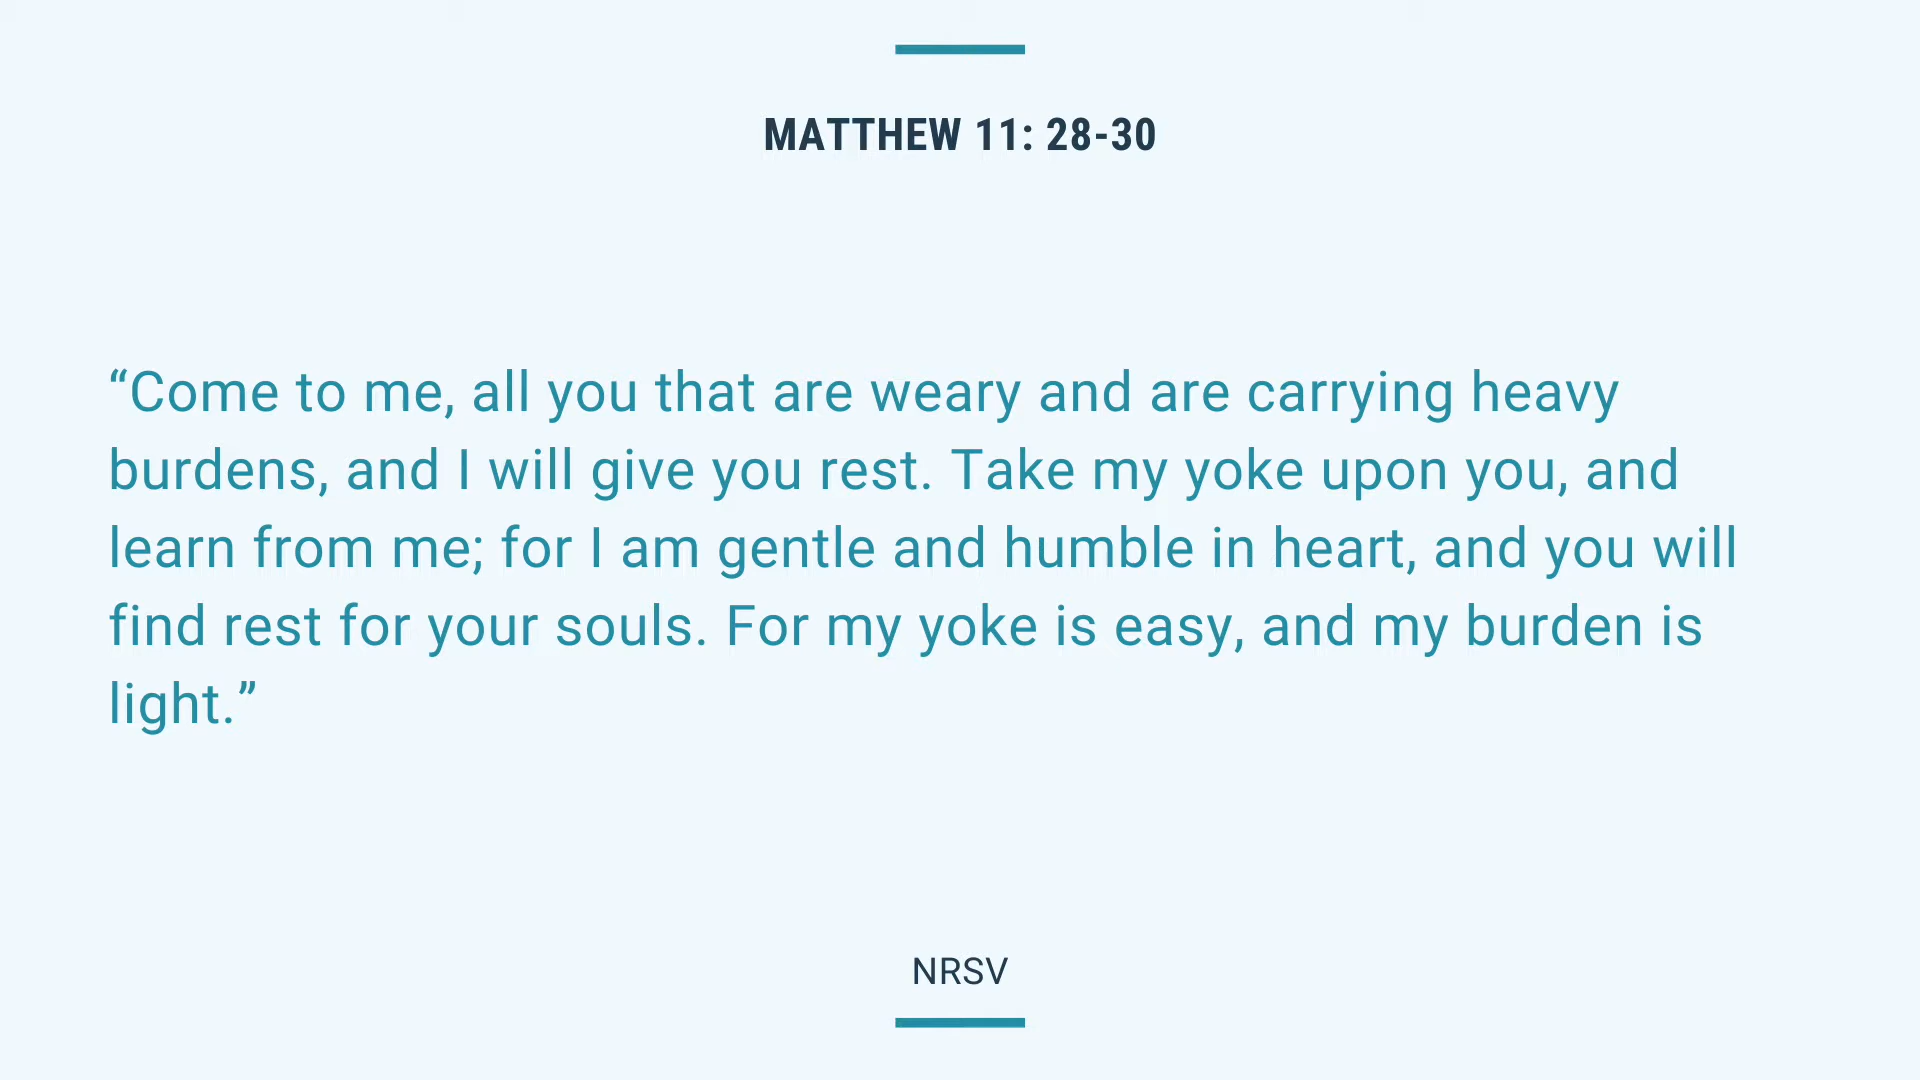 MATTHEW 11: 28-30
“Come to me, all you that are weary and are carrying heavy
burdens, and I will give you rest. Take my yoke upon you, and
learn from me; for I am gentle and humble in heart, and you will
find rest for your souls. For my yoke is easy, and my burden is
light.”
NRSV